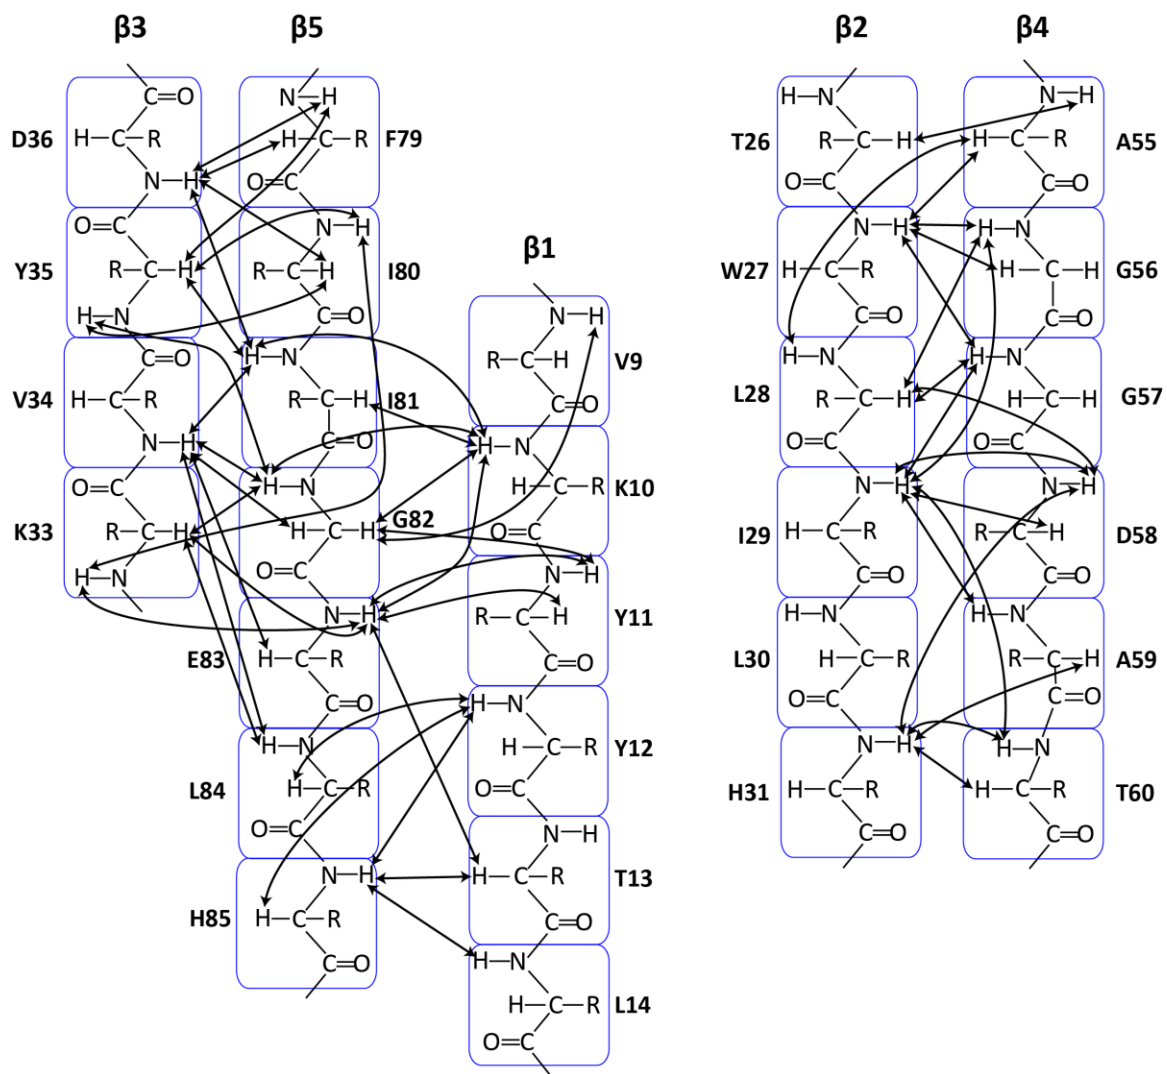 β3
C=O
D36 H–C–R
N–H
O=C
Y35 R–C–H
H–N
C=O
V34 H–C–R
N–H
O=C
K33 R–C–H
H–N
β5
N–H
H–C–R F79
O=C
N–H
R–C–H I80
C=O
H–N
R–C–H I81
C=O
H–N
H–C–H G82
O=C
N–H
E83 H–C–R
C=O
H–N
L84 H–C–R
O=C
N–H
H85 H–C–R
C=O
β1
N–H
R–C–H V9
C=O
H–N
H–C–R K10
O=C
N–H
R–C–H Y11
C=O
H–N
H–C–R Y12
O=C
N–H
H–C–R T13
C=O
H–N
H–C–R L14
O=C
β2
H–N
T26 R–C–H
O=C
N–H
W27 H–C–R
C=O
H–N
L28 R–C–H
O=C
N–H
I29 H–C–R
C=O
H–N
L30 H–C–R
O=C
N–H
H31 H–C–R
C=O
β4
N–H
H–C–R A55
C=O
H–N
H–C–H G56
C=O
H–N
H–C–H G57
O=C
N–H
R–C–H D58
C=O
H–N
R–C–H A59
C=O
H–N
H–C–R T60
C=O